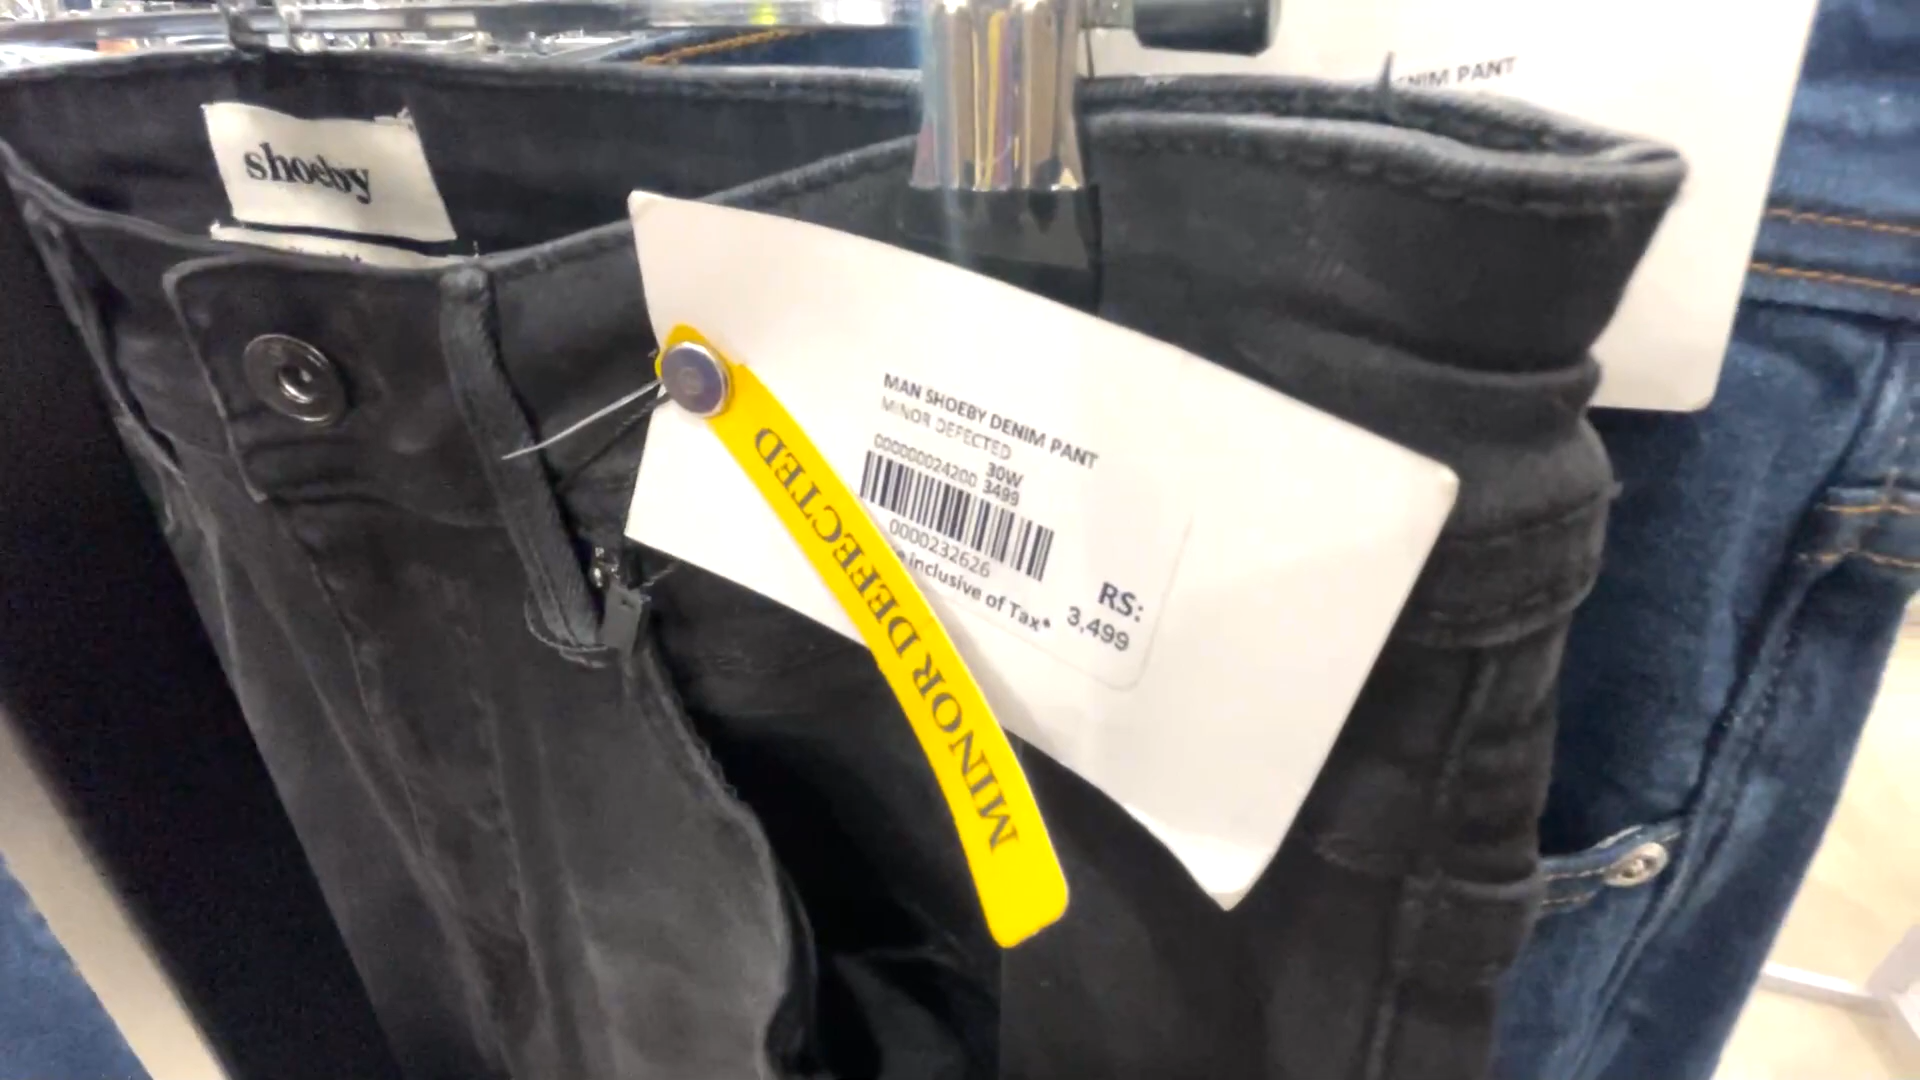 shoeby
ENIM PANT
MAN SHOEBY DENIM PANT
MINOR DEFECTED
30W
000000024200 3499
0000232626
inclusive of Tax*
RS:
3,499
MINOR DEFECTED